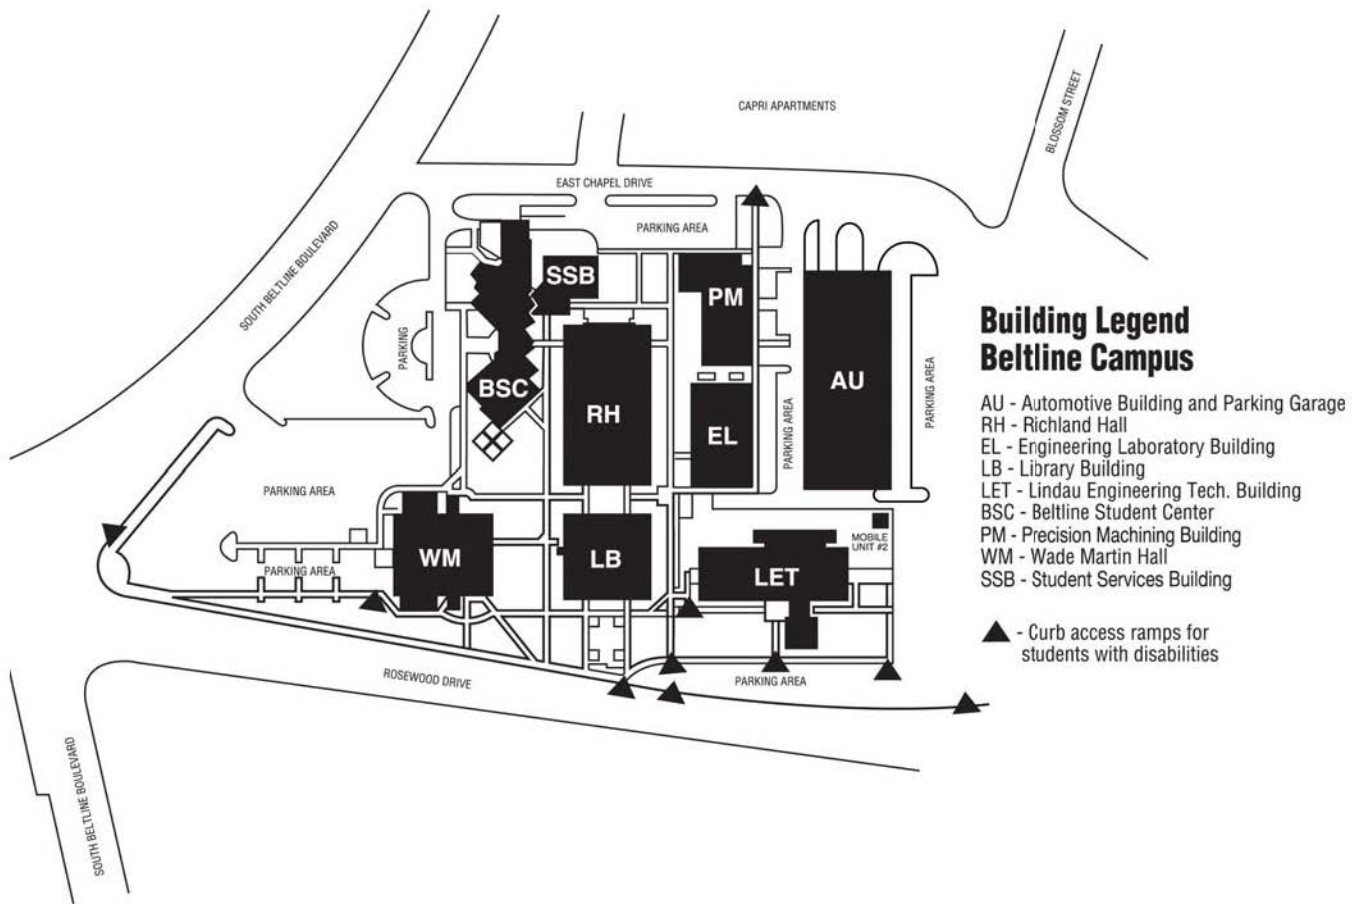 CAPRI APARTMENTS
BLOSSOM STREET
EAST CHAPEL DRIVE
PARKING AREA
SOUTH BELTLINE BOULEVARD
SSB
PM
PARKING
BSC
RH
AU
EL
PARKING AREA
PARKING AREA
PARKING AREA
WM
LB
LET
MOBILE
UNIT #2
PARKING AREA
PARKING AREA
ROSEWOOD DRIVE
SOUTH BELTLINE BOULEVARD
Building Legend
Beltline Campus
AU - Automotive Building and Parking Garage
RH - Richland Hall
EL - Engineering Laboratory Building
LB - Library Building
LET - Lindau Engineering Tech. Building
BSC - Beltline Student Center
PM - Precision Machining Building
WM - Wade Martin Hall
SSB - Student Services Building
- Curb access ramps for
students with disabilities